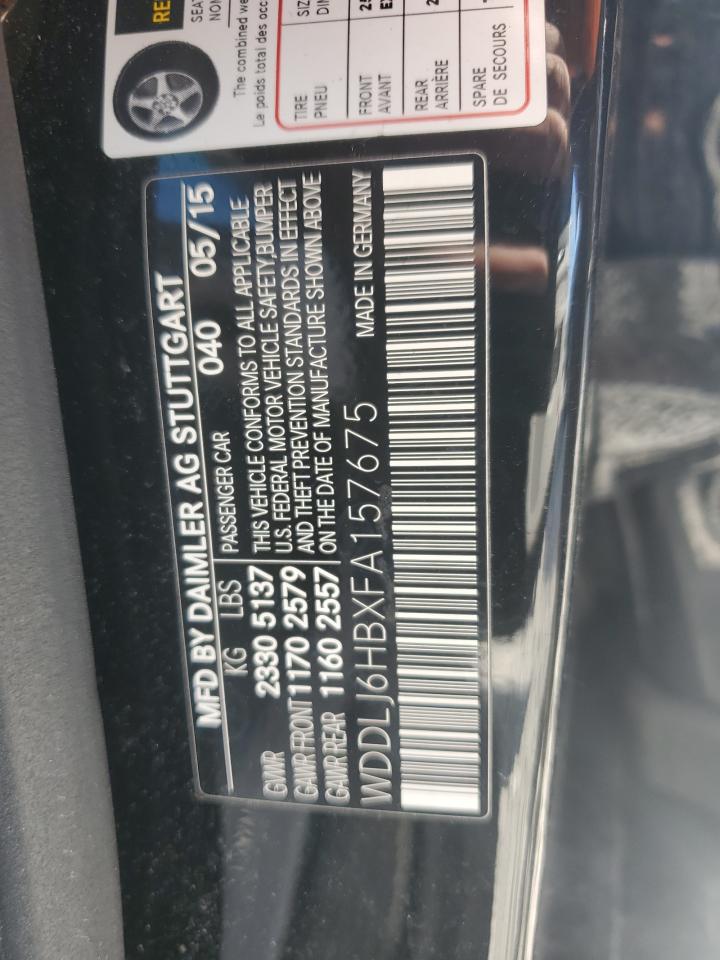 MFD BY DAIMLER AG STUTTGART
KG LBS PASSENGER CAR 040 05/15
GVWR 2330 5137 THIS VEHICLE CONFORMS TO ALL APPLICABLE
GAWR FRONT 1170 2579 U.S. FEDERAL MOTOR VEHICLE SAFETY,BUMPER
GAWR REAR 1160 2557 AND THEFT PREVENTION STANDARDS IN EFFECT
ON THE DATE OF MANUFACTURE SHOWN ABOVE
WDDLJ6HBXFA157675 MADE IN GERMANY
SEAT
The combined
Le poids total des occ
TIRE
PNEU
FRONT
AVANT
REAR
ARRIÈRE
SPARE
DE SECOURS